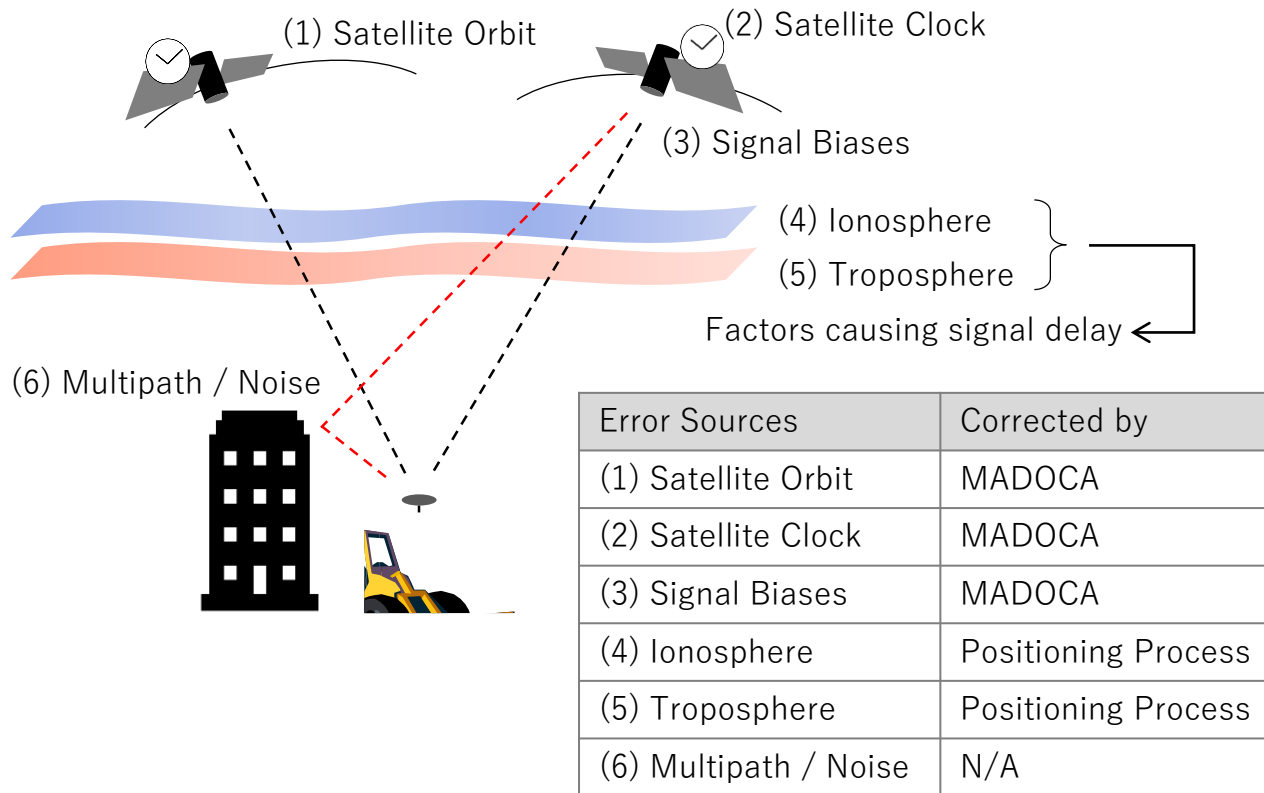 (1) Satellite Orbit
(2) Satellite Clock
(3) Signal Biases
(4) Ionosphere
(5) Troposphere
Factors causing signal delay
(6) Multipath / Noise
Error Sources Corrected by
(1) Satellite Orbit MADOCA
(2) Satellite Clock MADOCA
(3) Signal Biases MADOCA
(4) Ionosphere Positioning Process
(5) Troposphere Positioning Process
(6) Multipath / Noise N/A